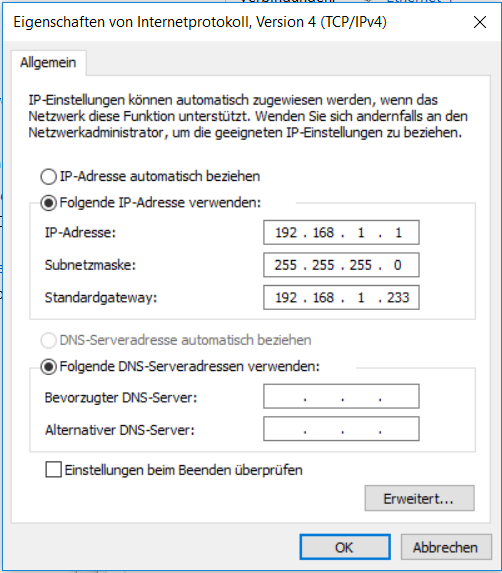 Eigenschaften von Internetprotokoll, Version 4 (TCP/IPv4)
Allgemein
IP-Einstellungen können automatisch zugewiesen werden, wenn das
Netzwerk diese Funktion unterstützt. Wenden Sie sich andernfalls an den
Netzwerkadministrator, um die geeigneten IP-Einstellungen zu beziehen.
IP-Adresse automatisch beziehen
Folgende IP-Adresse verwenden:
IP-Adresse: 192 . 168 . 1 . 1
Subnetzmaske: 255 . 255 . 255 . 0
Standardgateway: 192 . 168 . 1 . 233
DNS-Serveradresse automatisch beziehen
Folgende DNS-Serveradressen verwenden:
Bevorzugter DNS-Server: . . .
Alternativer DNS-Server: . . .
Einstellungen beim Beenden überprüfen
Erweitert...
OK Abbrechen